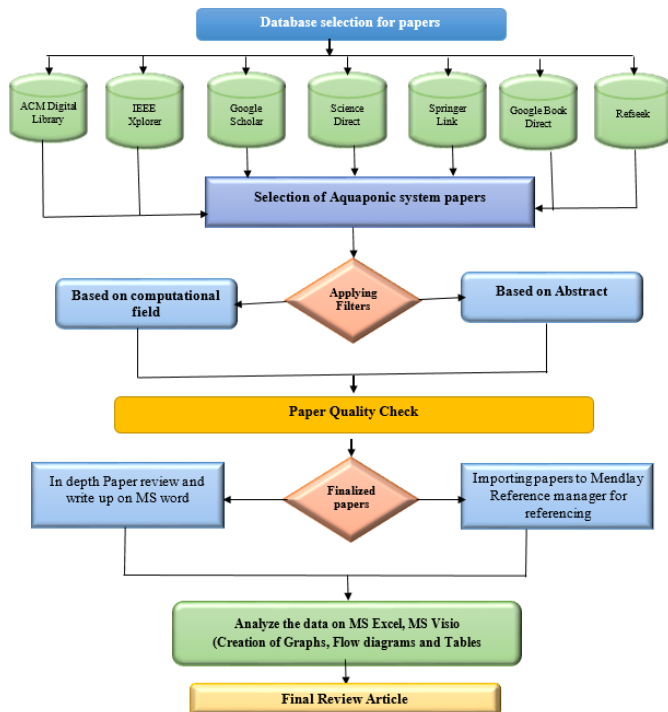 Database selection for papers
ACM Digital
Library
IEEE
Xplorer
Google
Scholar
Science
Direct
Springer
Link
Google Book
Direct
Refseek
Selection of Aquaponic system papers
Based on computational
field
Applying
Filters
Based on Abstract
Paper Quality Check
In depth Paper review and
write up on MS word
Finalized
papers
Importing papers to Mendlay
Reference manager for
referencing
Analyze the data on MS Excel, MS Visio
(Creation of Graphs, Flow diagrams and Tables
Final Review Article